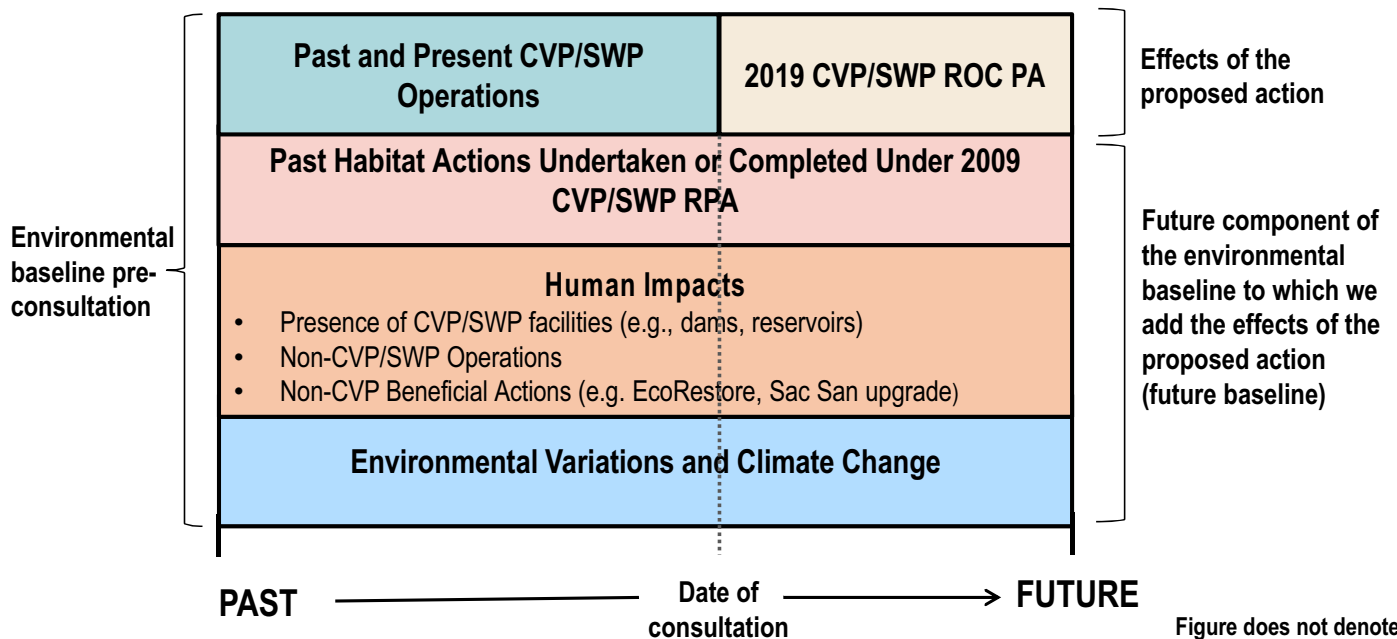 Past and Present CVP/SWP
Operations
2019 CVP/SWP ROC PA
Effects of the
proposed action
Past Habitat Actions Undertaken or Completed Under 2009
CVP/SWP RPA
Environmental
baseline pre-
consultation
Human Impacts
• Presence of CVP/SWP facilities (e.g., dams, reservoirs)
• Non-CVP/SWP Operations
• Non-CVP Beneficial Actions (e.g. EcoRestore, Sac San upgrade)
Future component of
the environmental
baseline to which we
add the effects of the
proposed action
(future baseline)
Environmental Variations and Climate Change
PAST
Date of
consultation
FUTURE
Figure does not denote